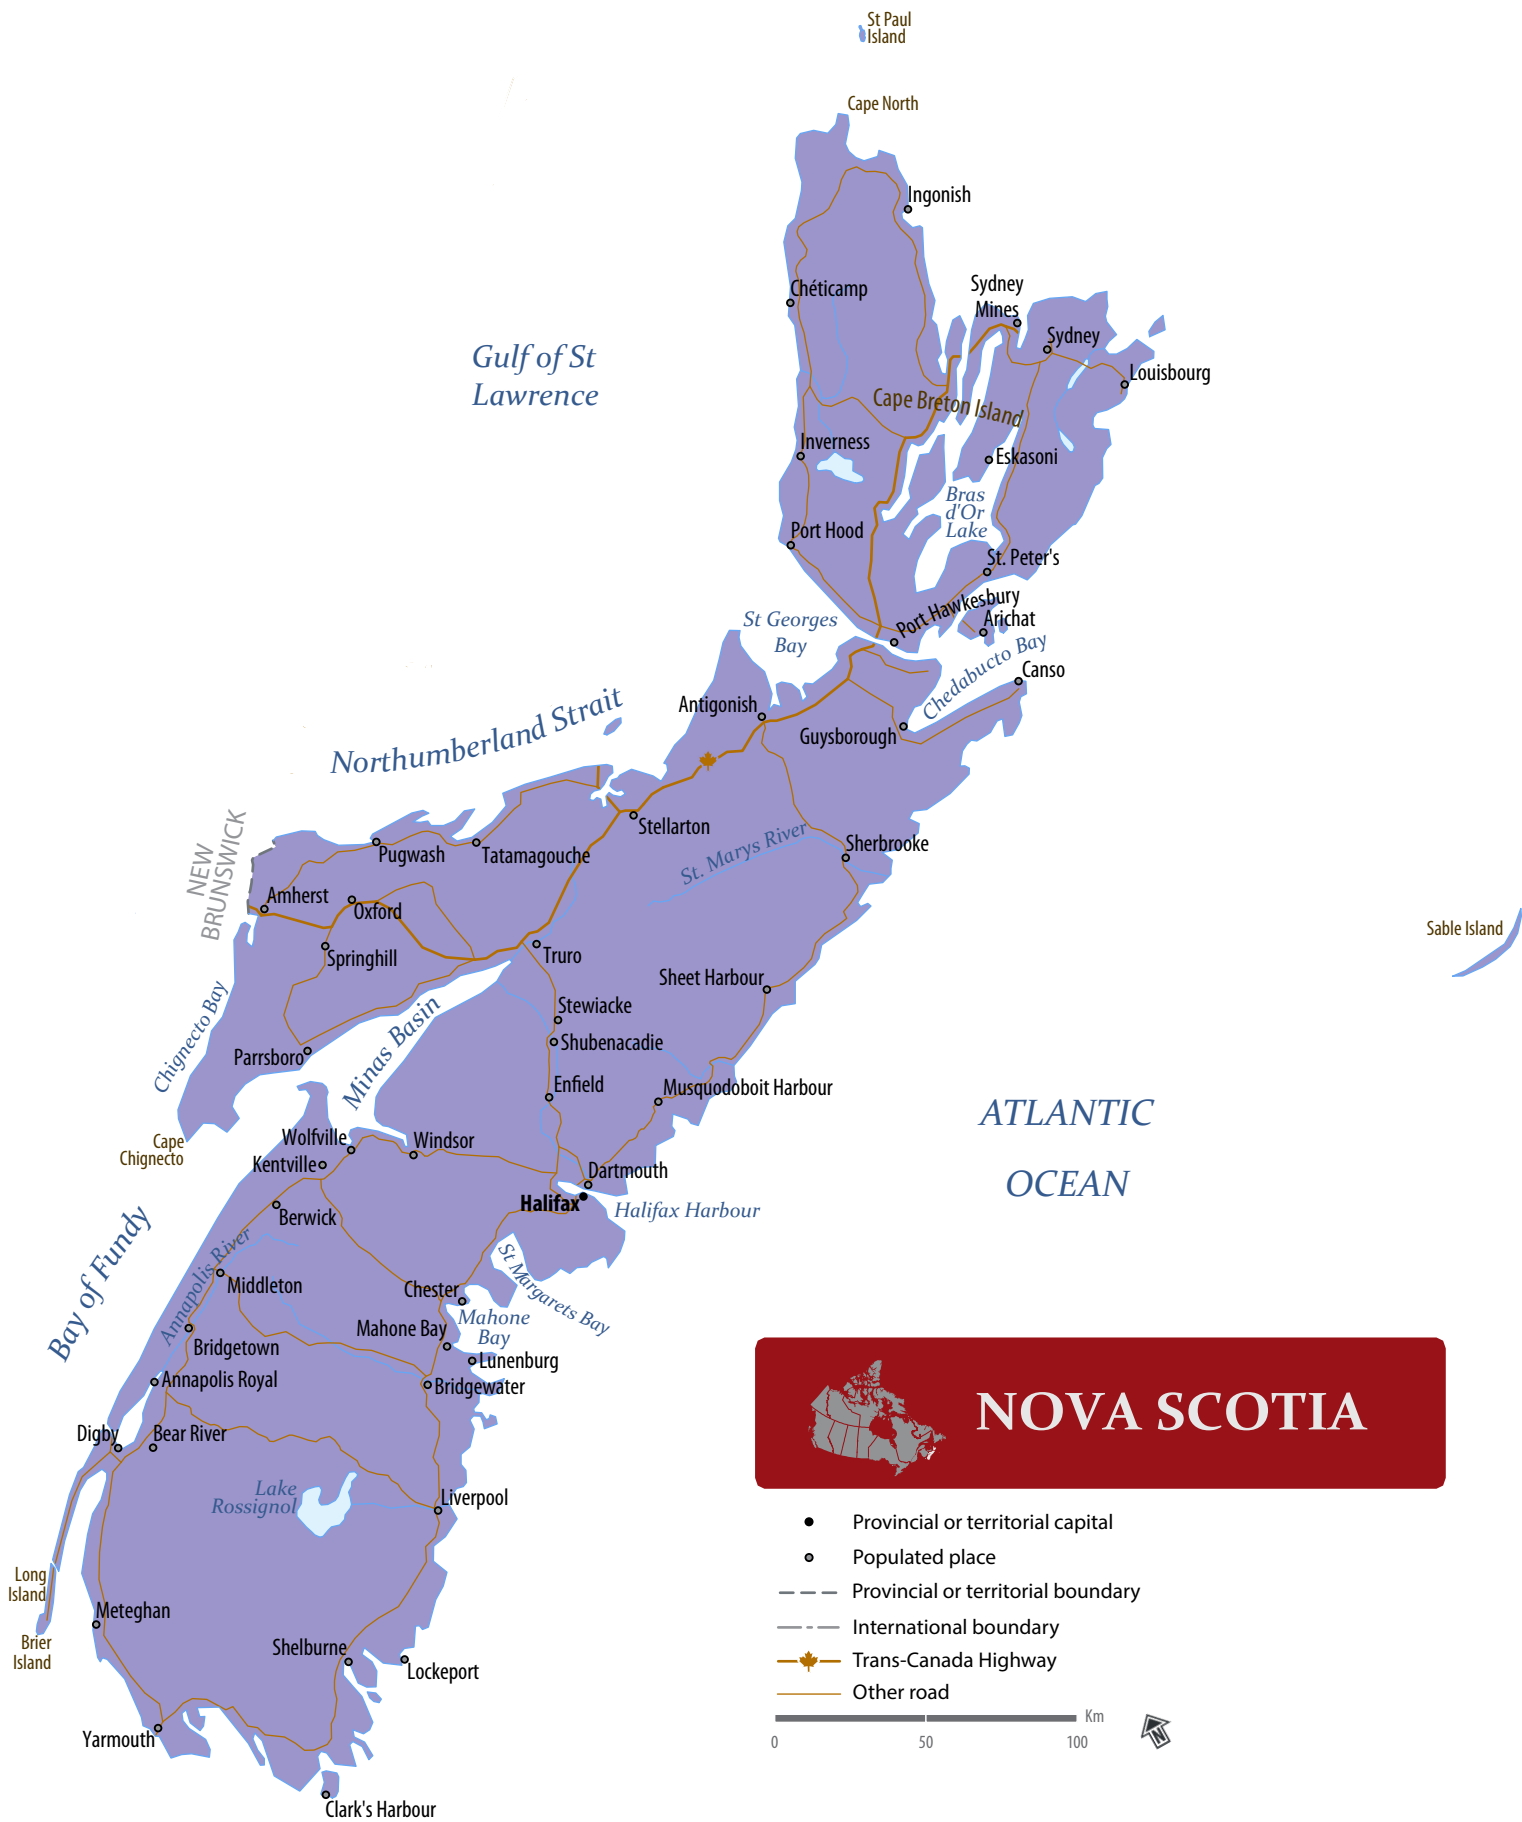 St Paul
Island
Cape North
Ingonish
Chéticamp
Sydney
Mines
Sydney
Louisbourg
Gulf of St
Lawrence
Cape Breton Island
Inverness
Eskasoni
Bras
d'Or
Lake
Port Hood
St. Peter's
Port Hawkesbury
Arichat
St Georges
Bay
Chedabucto Bay
Canso
Antigonish
Guysborough
Northumberland Strait
Stellarton
St. Marys River
Sherbrooke
NEW
BRUNSWICK
Pugwash
Tatamagouche
Amherst
Oxford
Springhill
Truro
Sable Island
Sheet Harbour
Chignecto Bay
Minas Basin
Stewiacke
Shubenacadie
Parrsboro
Enfield
Musquodoboit Harbour
ATLANTIC
OCEAN
Cape
Chignecto
Wolfville
Windsor
Kentville
Dartmouth
Halifax
Halifax Harbour
Berwick
Bay of Fundy
Annapolis River
Middleton
St Margarets Bay
Chester
Mahone
Bay
Mahone Bay
Bridgetown
Lunenburg
Annapolis Royal
Bridgewater
Digby
Bear River
Lake
Rossignol
Liverpool
Long
Island
Meteghan
Brier
Island
Shelburne
Lockeport
Yarmouth
Clark's Harbour
NOVA SCOTIA
Provincial or territorial capital
Populated place
Provincial or territorial boundary
International boundary
Trans-Canada Highway
Other road
Km
0 50 100
N